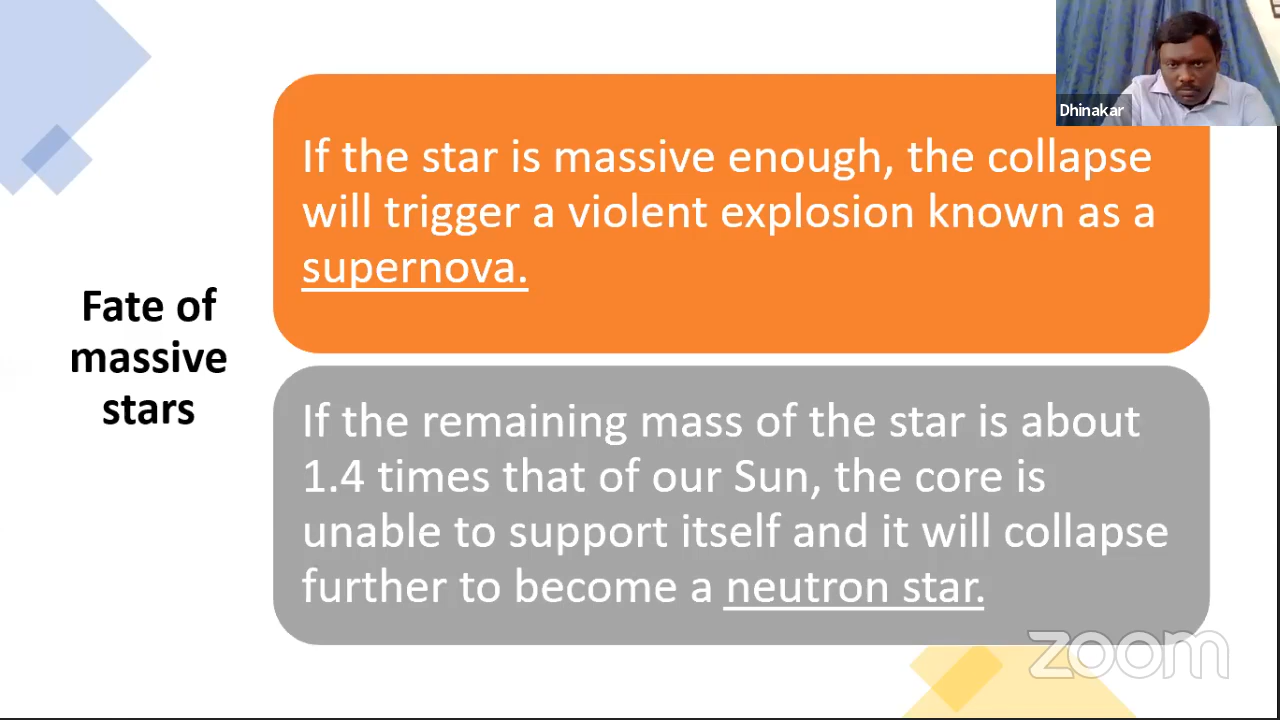 Dhinakar
If the star is massive enough, the collapse
will trigger a violent explosion known as a
supernova.
Fate of
massive
stars
If the remaining mass of the star is about
1.4 times that of our Sun, the core is
unable to support itself and it will collapse
further to become a neutron star.
zoom